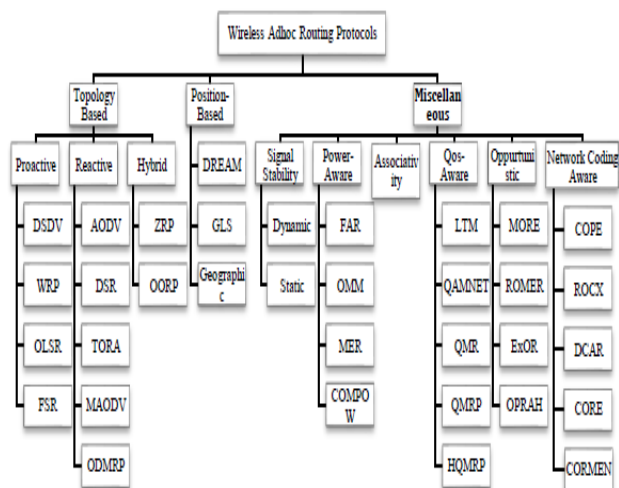 Wireless Adhoc Routing Protocols
Topology
Based
Position-
Based
Miscellan
eous
Proactive
Reactive
Hybrid
DREAM
Signal
Stability
Power-
Aware
Associativ
ity
Qos-
Aware
Oppurtuni
stic
Network Coding
Aware
DSDV
AODV
ZRP
GLS
Dynamic
FAR
LTM
MORE
COPE
WRP
DSR
OORP
Geographi
c
Static
OMM
QAMNET
ROMER
ROCX
OLSR
TORA
MER
QMR
ExOR
DCAR
FSR
MAODV
COMPO
W
QMRP
OPRAH
CORE
ODMRP
HQMRP
CORMEN